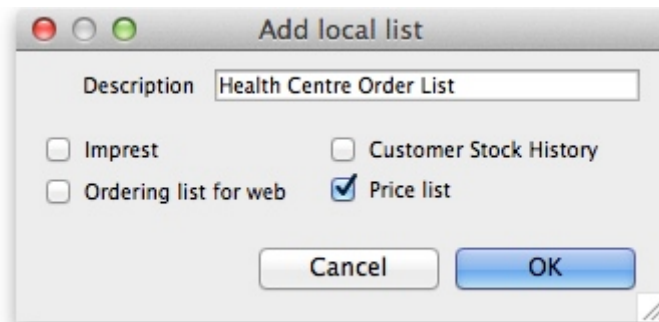 Add local list
Description Health Centre Order List
Imprest Customer Stock History
Ordering list for web Price list
Cancel OK